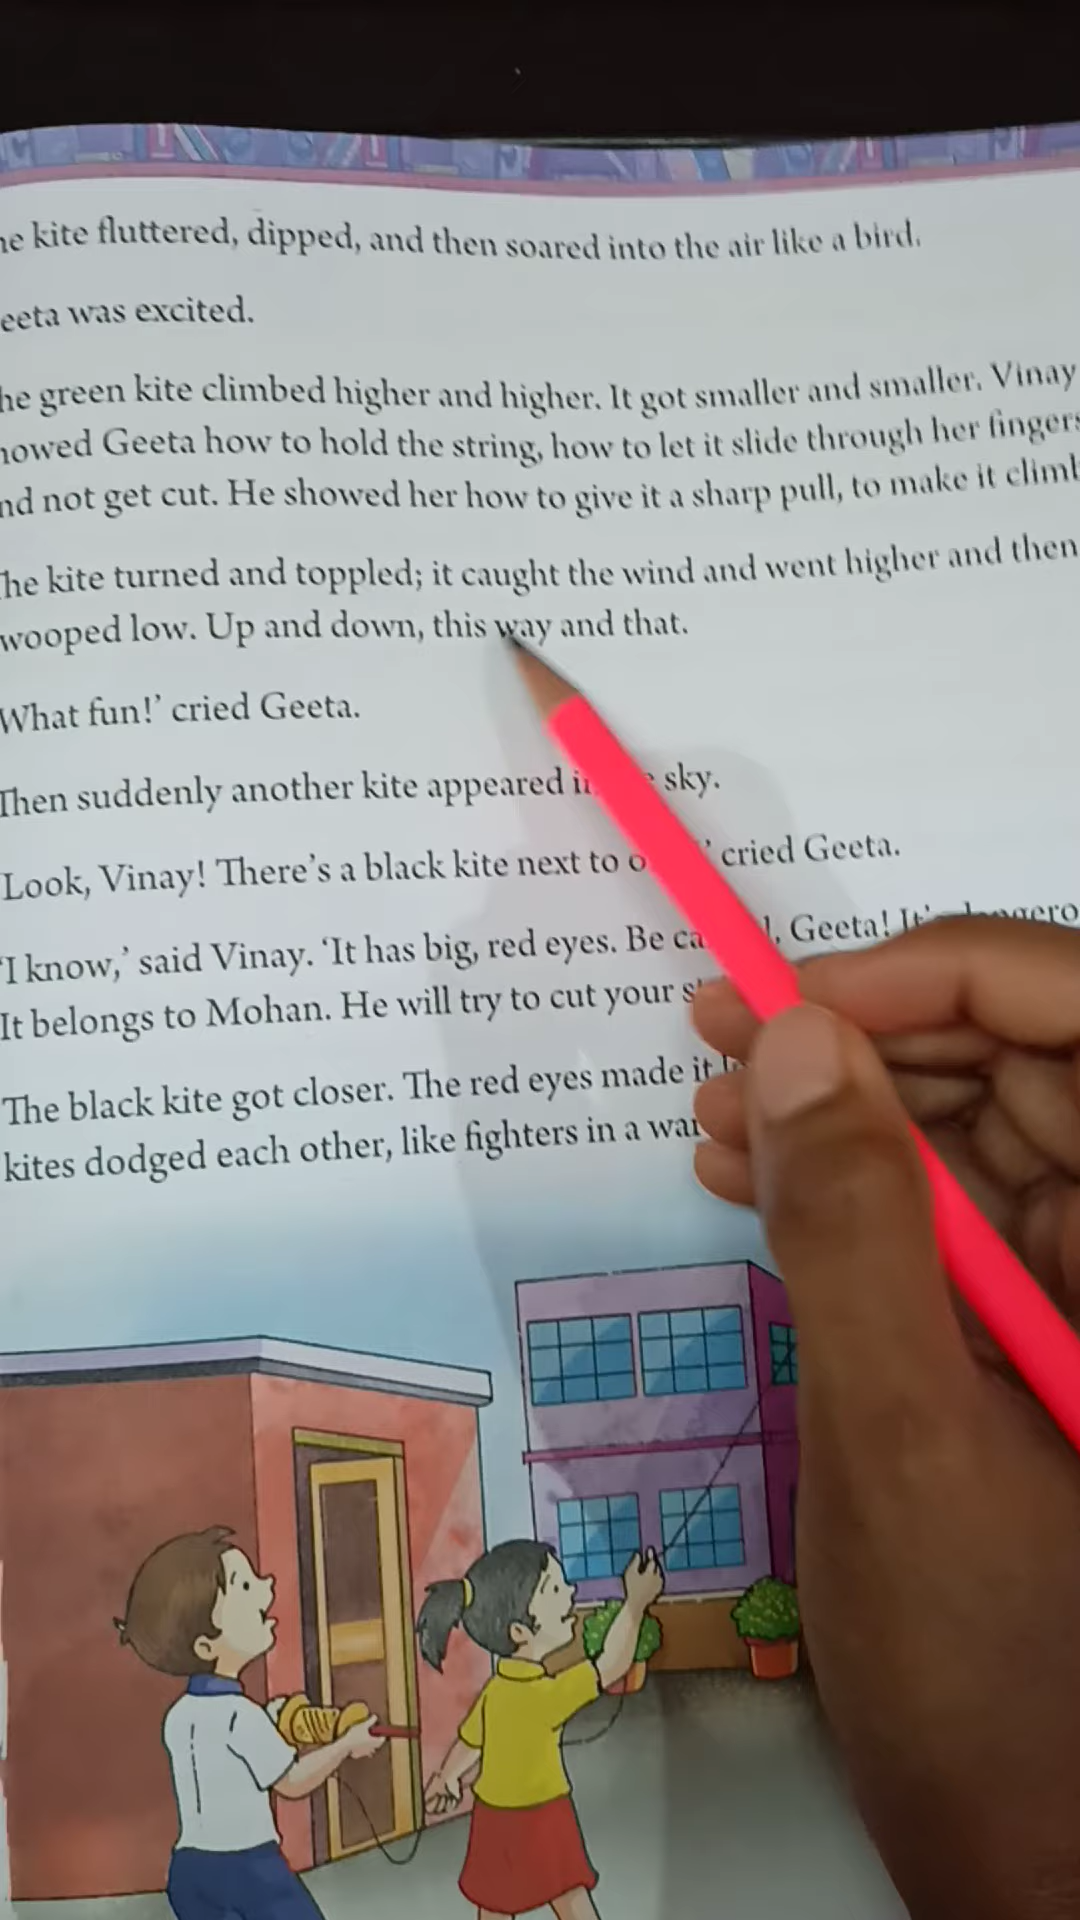 he kite fluttered, dipped, and then soared into the air like a bird.
eeta was excited.
he green kite climbed higher and higher. It got smaller and smaller. Vinay
howed Geeta how to hold the string, how to let it slide through her fingers
nd not get cut. He showed her how to give it a sharp pull, to make it climb
The kite turned and toppled; it caught the wind and went higher and then
wooped low. Up and down, this way and that.
What fun!’ cried Geeta.
Then suddenly another kite appeared in sky.
Look, Vinay! There’s a black kite next to ’ cried Geeta.
‘I know,’ said Vinay. ‘It has big, red eyes. Be Geeta! It’s
It belongs to Mohan. He will try to cut your
The black kite got closer. The red eyes made it
kites dodged each other, like fighters in a war